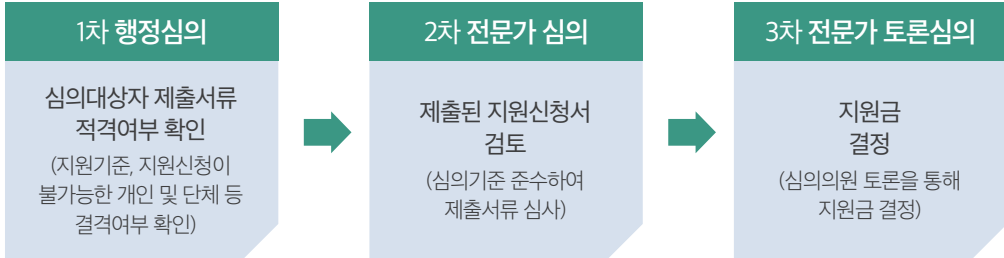 1차 행정심의
심의대상자 제출서류
적격여부 확인
(지원기준, 지원신청이
불가능한 개인 및 단체 등
결격여부 확인)
2차 전문가 심의
제출된 지원신청서
검토
(심의기준 준수하여
제출서류 심사)
3차 전문가 토론심의
지원금
결정
(심의의원 토론을 통해
지원금 결정)